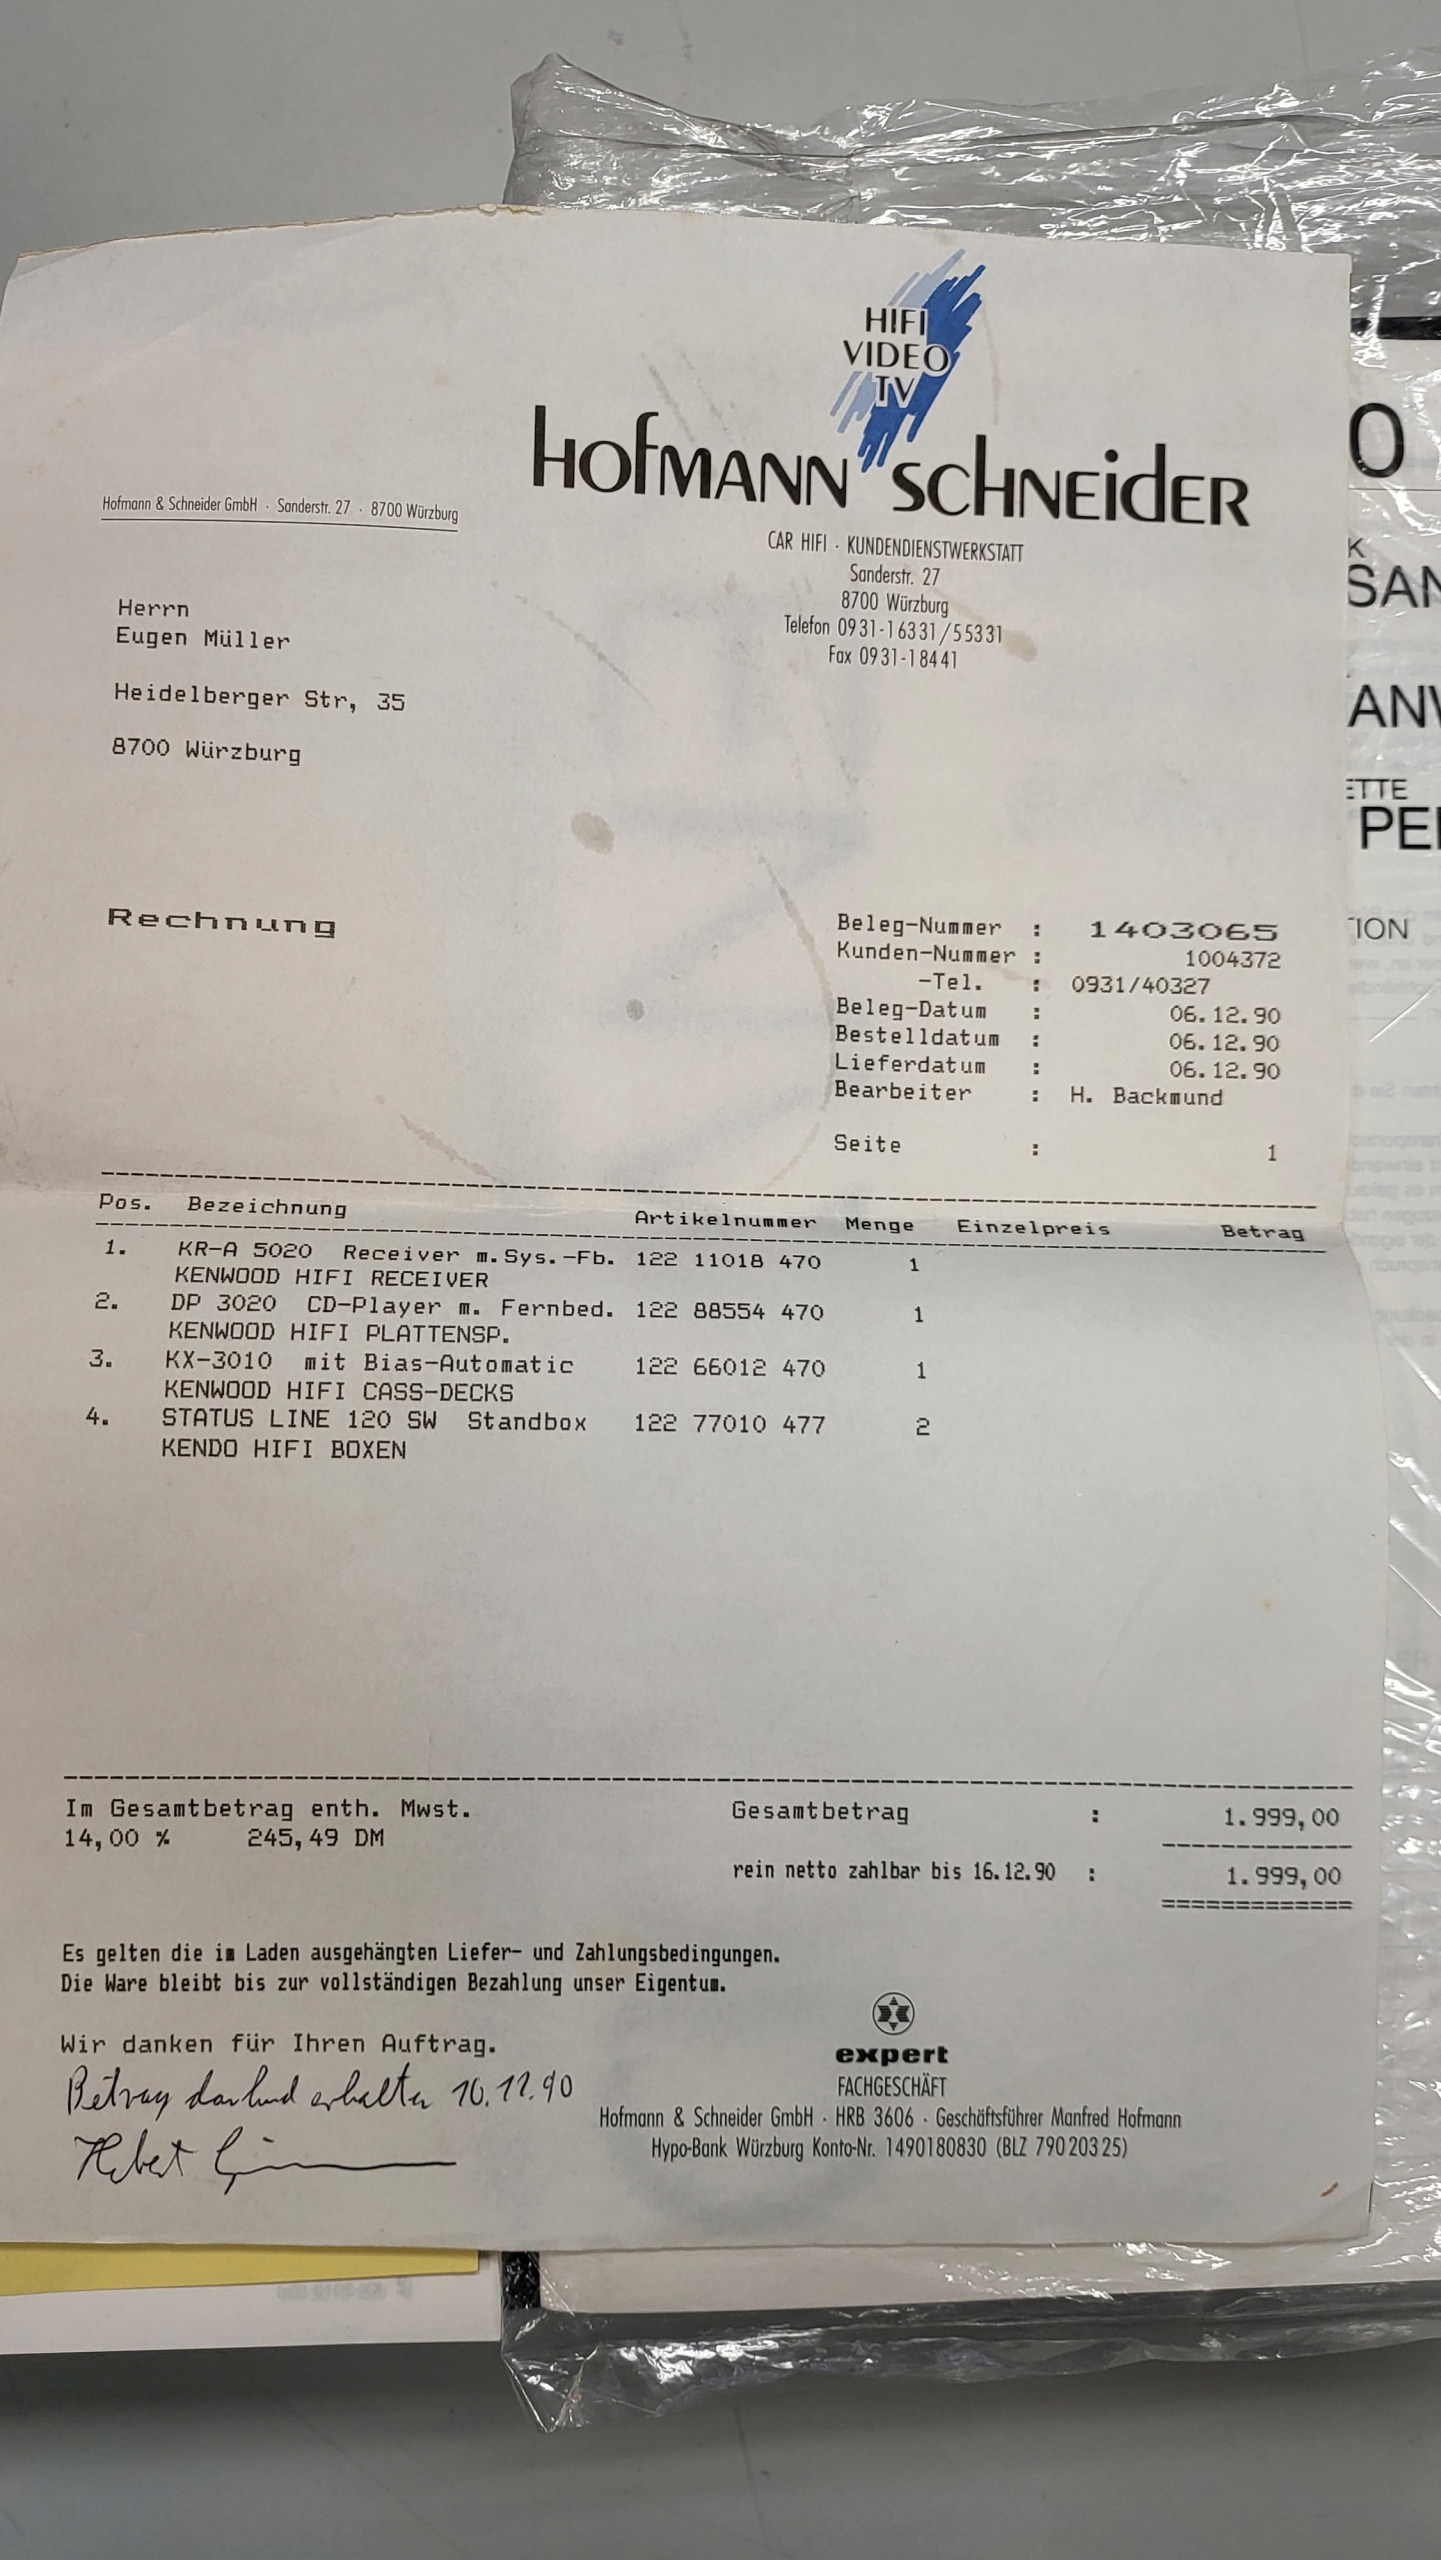 HIFI
VIDEO
TV
HOFMANN SCHNEIDER
Hofmann & Schneider GmbH · Sanderstr. 27 · 8700 Würzburg
CAR HIFI · KUNDENDIENSTWERKSTATT
Sanderstr. 27
8700 Würzburg
Telefon 0931-16331/55331
Fax 0931-18441
Herrn
Eugen Müller
Heidelberger Str, 35
8700 Würzburg
Rechnung
Beleg-Nummer : 1403065
Kunden-Nummer : 1004372
-Tel. : 0931/40327
Beleg-Datum : 06.12.90
Bestelldatum : 06.12.90
Lieferdatum : 06.12.90
Bearbeiter : H. Backmund
Seite : 1
Pos. Bezeichnung Artikelnummer Menge Einzelpreis Betrag
1. KR-A 5020 Receiver m.Sys.-Fb. 122 11018 470 1
KENWOOD HIFI RECEIVER
2. DP 3020 CD-Player m. Fernbed. 122 88554 470 1
KENWOOD HIFI PLATTENSP.
3. KX-3010 mit Bias-Automatic 122 66012 470 1
KENWOOD HIFI CASS-DECKS
4. STATUS LINE 120 SW Standbox 122 77010 477 2
KENDO HIFI BOXEN
Im Gesamtbetrag enth. Mwst. Gesamtbetrag : 1.999,00
14,00 % 245,49 DM
rein netto zahlbar bis 16.12.90 : 1.999,00
Es gelten die im Laden ausgehängten Liefer- und Zahlungsbedingungen.
Die Ware bleibt bis zur vollständigen Bezahlung unser Eigentum.
Wir danken für Ihren Auftrag.
Betrag dankend erhalten 10.12.90
expert
FACHGESCHÄFT
Hofmann & Schneider GmbH · HRB 3606 · Geschäftsführer Manfred Hofmann
Hypo-Bank Würzburg Konto-Nr. 1490180830 (BLZ 790 203 25)
0
K
SAN
ANW
ETTE
PE
TION